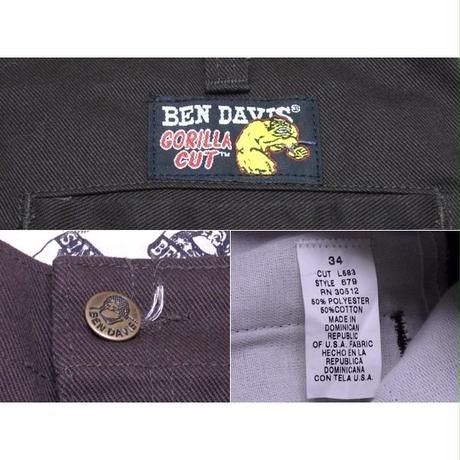 BEN DAVIS®
GORILLA
CUT™
BEN DAVIS
34
CUT L583
STYLE 679
RN 30512
50% POLYESTER
50%COTTON
MADE IN
DOMINICAN
REPUBLIC
OF U.S.A. FABRIC
HECHO EN LA
REPUBLICA
DOMINICANA
CON TELA U.S.A.